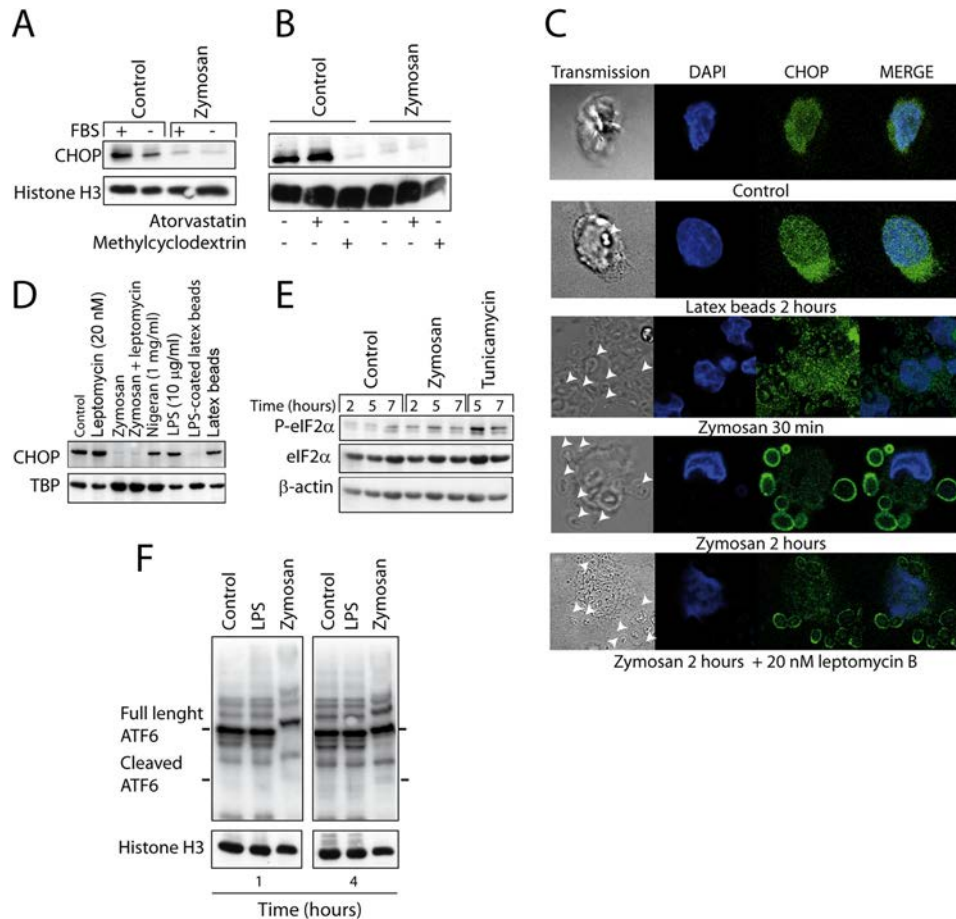 A
Control
Zymosan
FBS + - + -
CHOP
Histone H3
B
Control
Zymosan
Atorvastatin - + - - + -
Methylcyclodextrin - - + - - +
C
Transmission DAPI CHOP MERGE
Control
Latex beads 2 hours
Zymosan 30 min
Zymosan 2 hours
Zymosan 2 hours + 20 nM leptomycin B
D
Control
Leptomycin (20 nM)
Zymosan
Zymosan + leptomycin
Nigeran (1 mg/ml)
LPS (10 μg/ml)
LPS-coated latex beads
Latex beads
CHOP
TBP
E
Control
Zymosan
Tunicamycin
Time (hours) 2 5 7 2 5 7 5 7
P-eIF2α
eIF2α
β-actin
F
Control
LPS
Zymosan
Control
LPS
Zymosan
Full lenght
ATF6
Cleaved
ATF6
Histone H3
1 4
Time (hours)